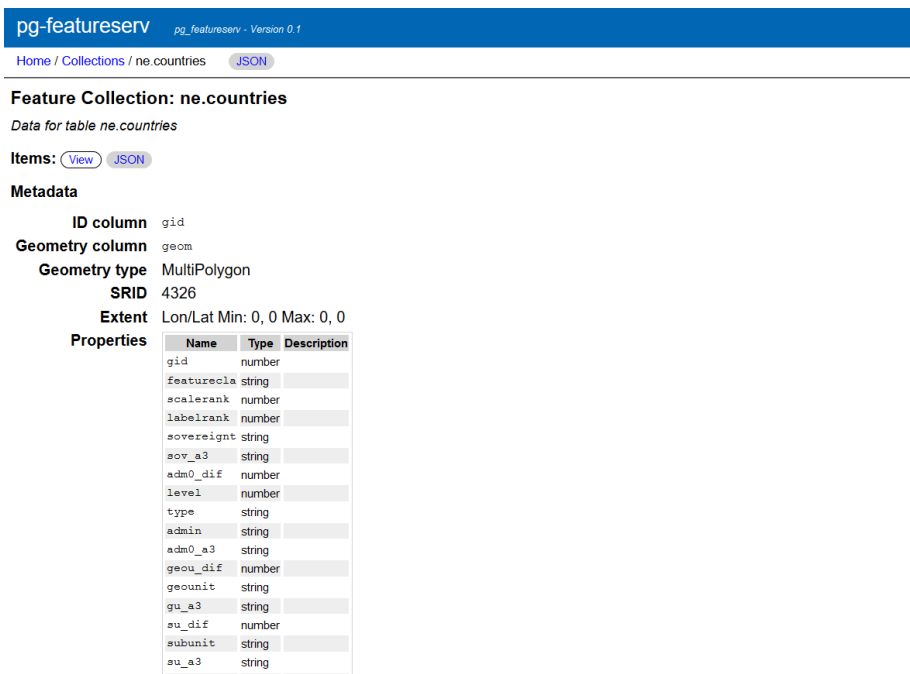 pg-featureserv pg_featureserv - Version 0.1
Home / Collections / ne.countries JSON
Feature Collection: ne.countries
Data for table ne.countries
Items: View JSON
Metadata
ID column gid
Geometry column geom
Geometry type MultiPolygon
SRID 4326
Extent Lon/Lat Min: 0, 0 Max: 0, 0
Properties Name Type Description
gid number
featurecla string
scalerank number
labelrank number
sovereignt string
sov_a3 string
adm0_dif number
level number
type string
admin string
adm0_a3 string
geou_dif number
geounit string
gu_a3 string
su_dif number
subunit string
su_a3 string